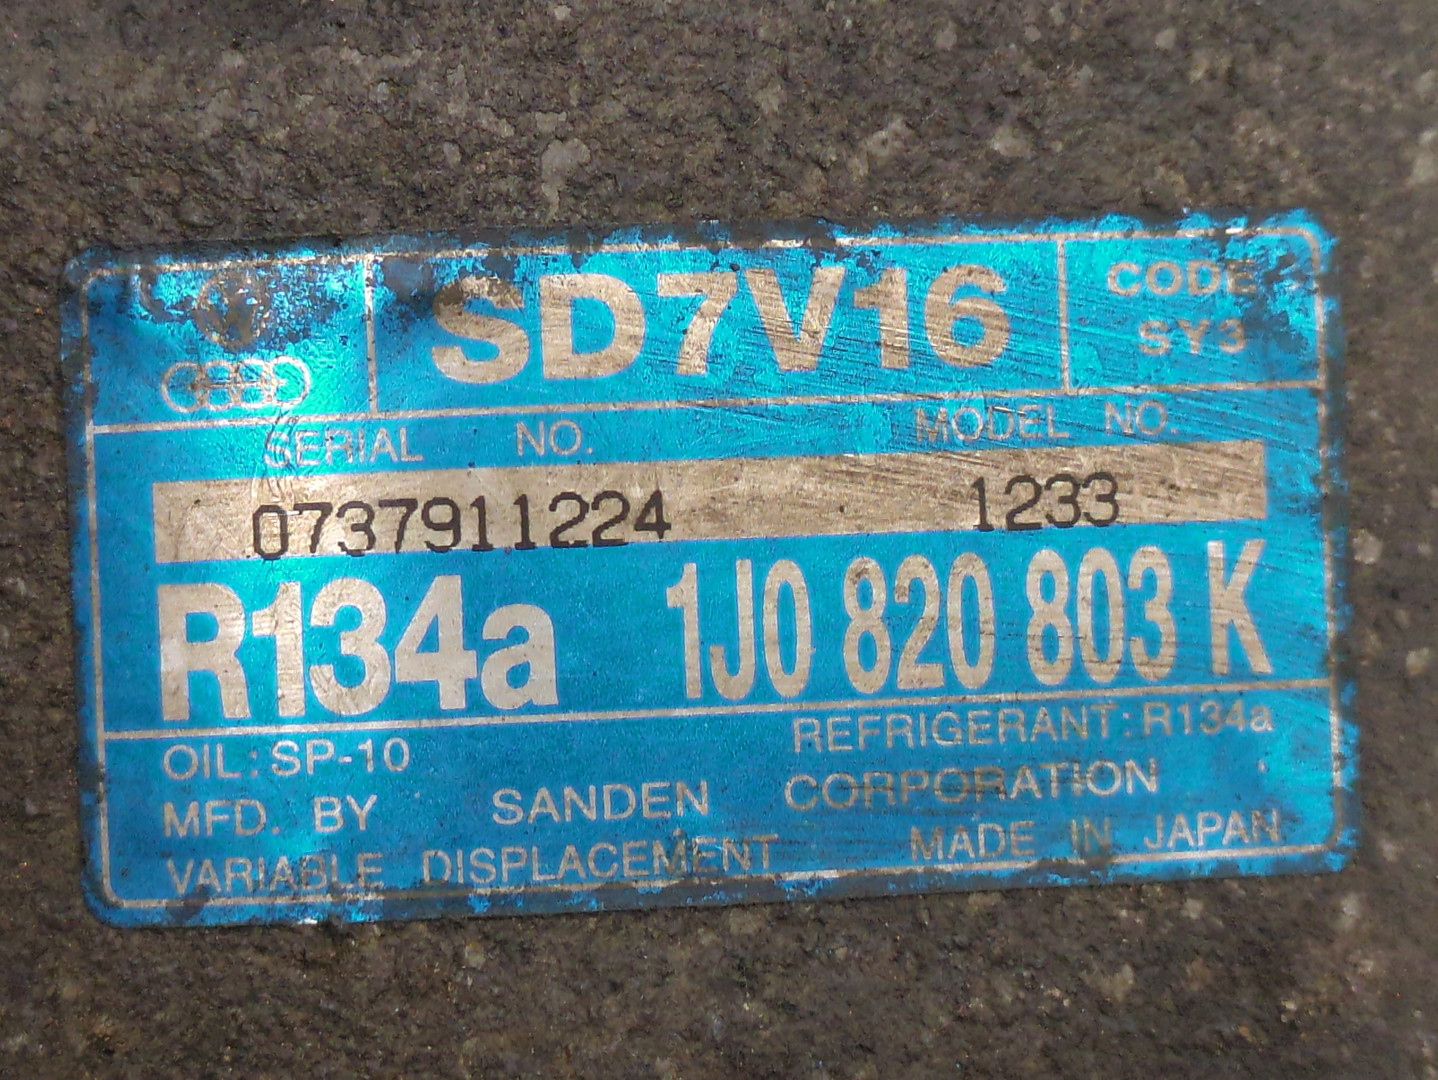 SD7V16
CODE
SY3
SERIAL NO. MODEL NO.
0737911224 1233
R134a 1J0 820 803 K
OIL: SP-10 REFRIGERANT: R134a
MFD. BY SANDEN CORPORATION
VARIABLE DISPLACEMENT MADE IN JAPAN